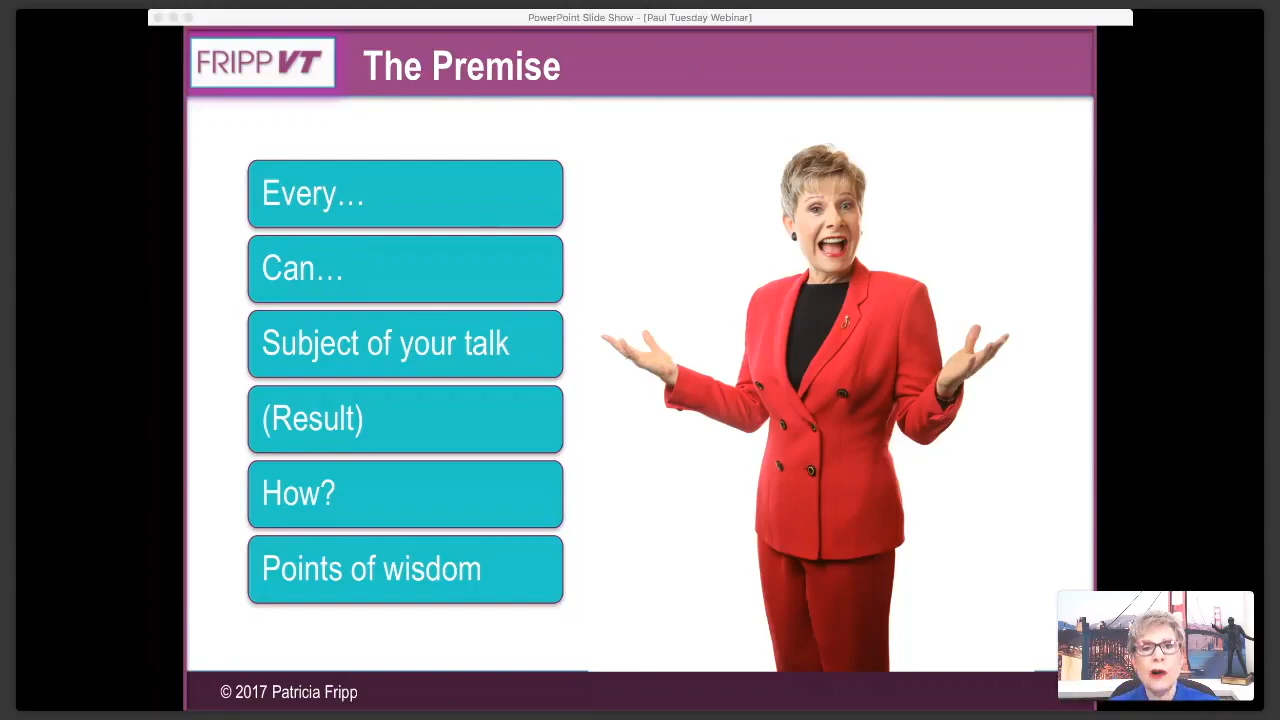 PowerPoint Slide Show - [Paul Tuesday Webinar]
FRIPP VT
The Premise
Every...
Can...
Subject of your talk
(Result)
How?
Points of wisdom
© 2017 Patricia Fripp